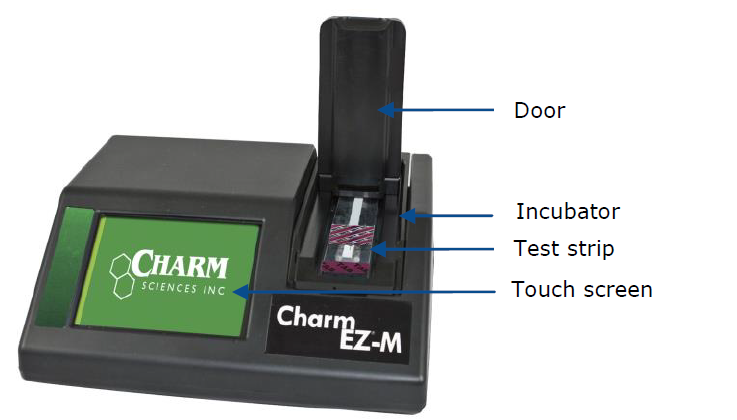 Door
Incubator
Test strip
Touch screen
CHARM
SCIENCES INC
Charm
EZ-M